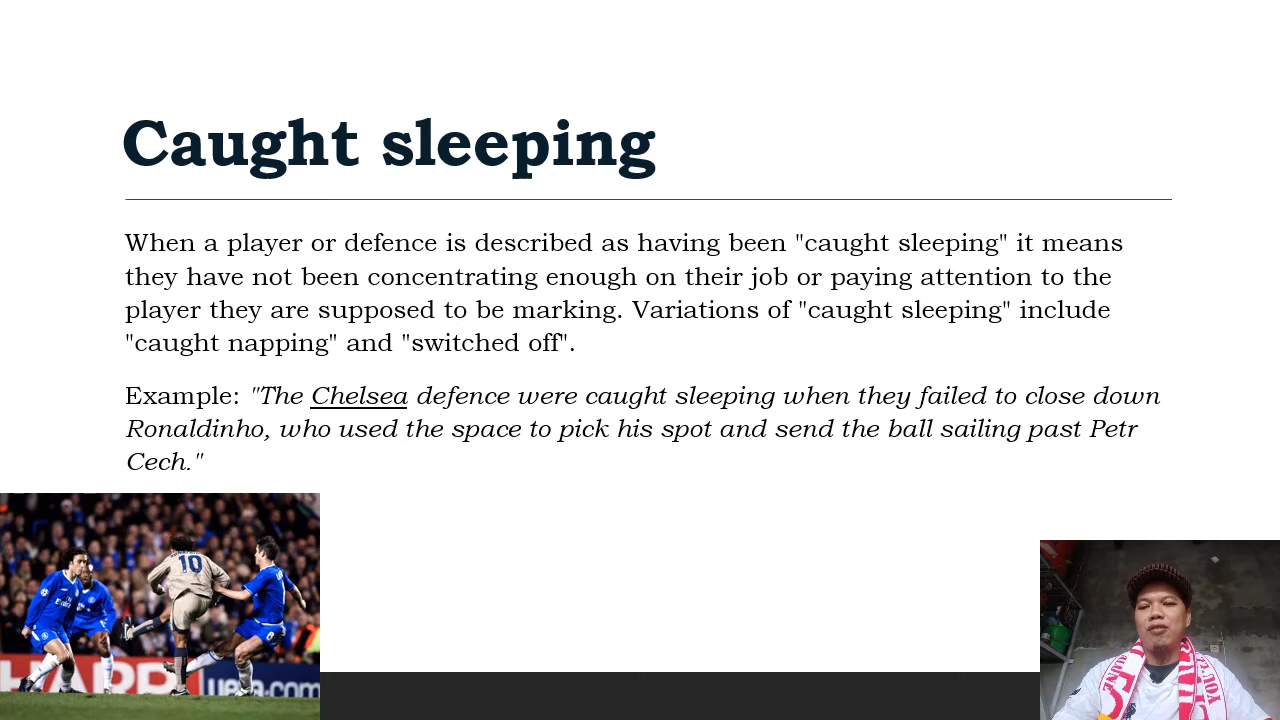 Caught sleeping
When a player or defence is described as having been "caught sleeping" it means
they have not been concentrating enough on their job or paying attention to the
player they are supposed to be marking. Variations of "caught sleeping" include
"caught napping" and "switched off".
Example: "The Chelsea defence were caught sleeping when they failed to close down
Ronaldinho, who used the space to pick his spot and send the ball sailing past Petr
Cech."
10
8
uefa.com